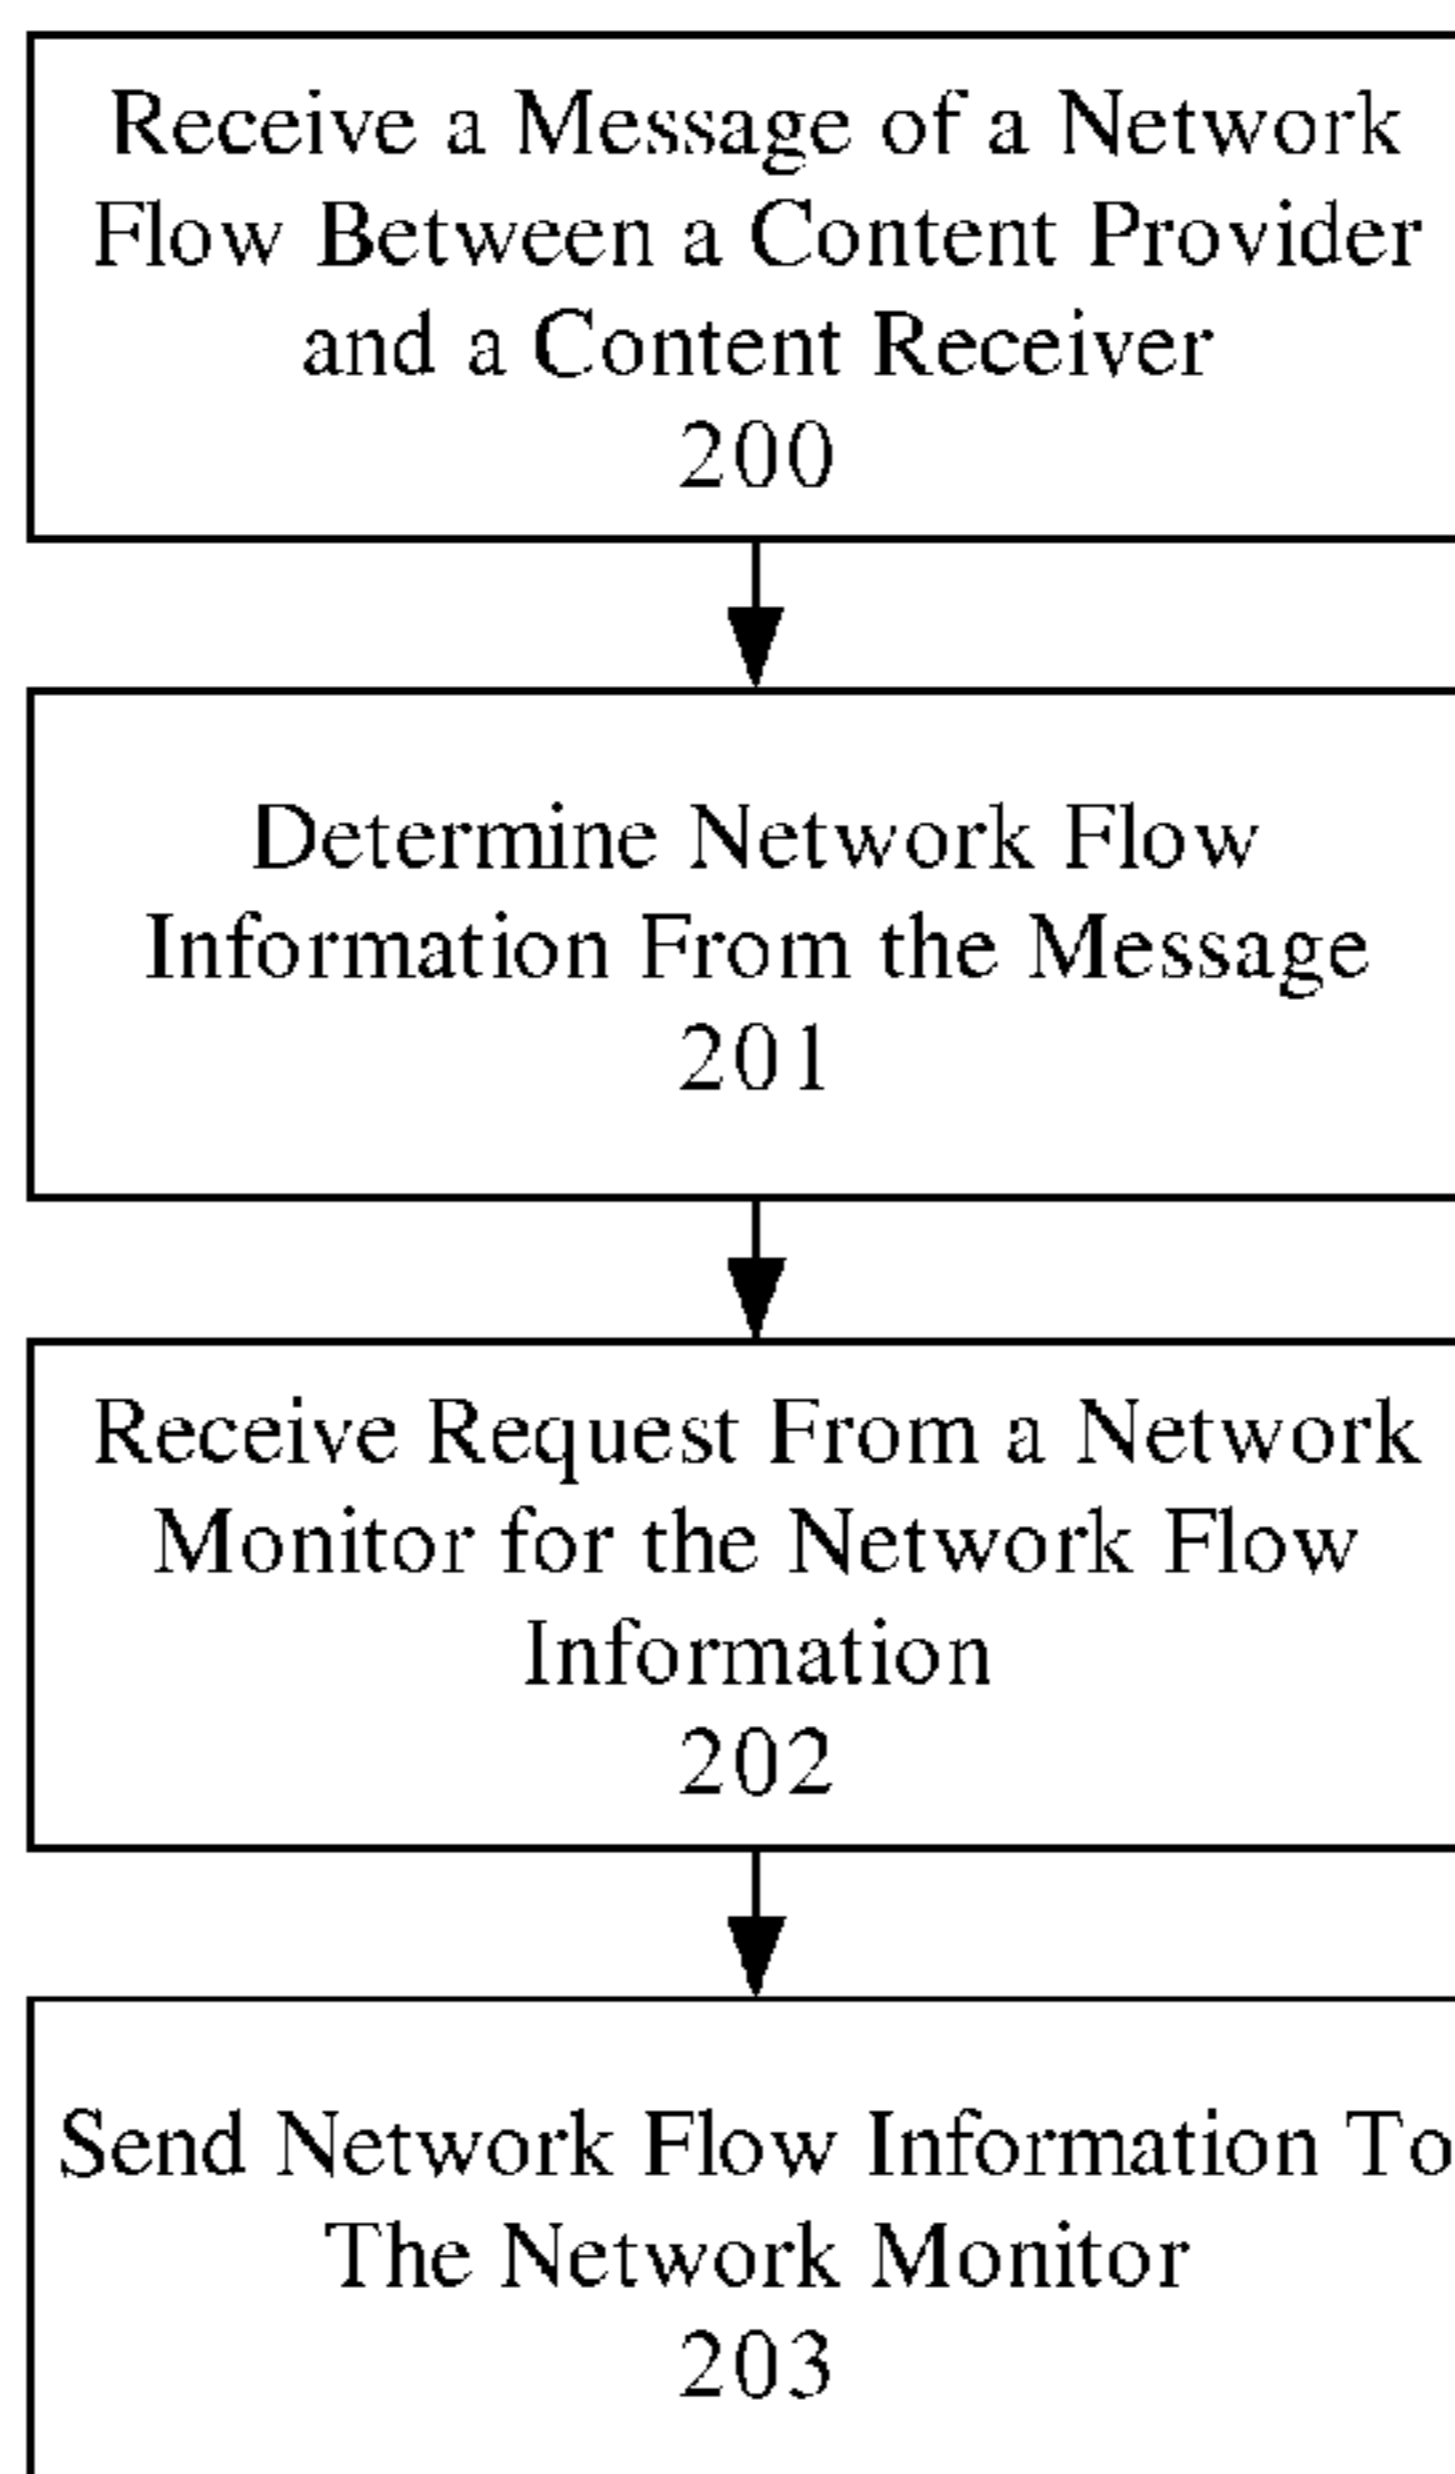 Receive a Message of a Network
Flow Between a Content Provider
and a Content Receiver
200
Determine Network Flow
Information From the Message
201
Receive Request From a Network
Monitor for the Network Flow
Information
202
Send Network Flow Information To
The Network Monitor
203